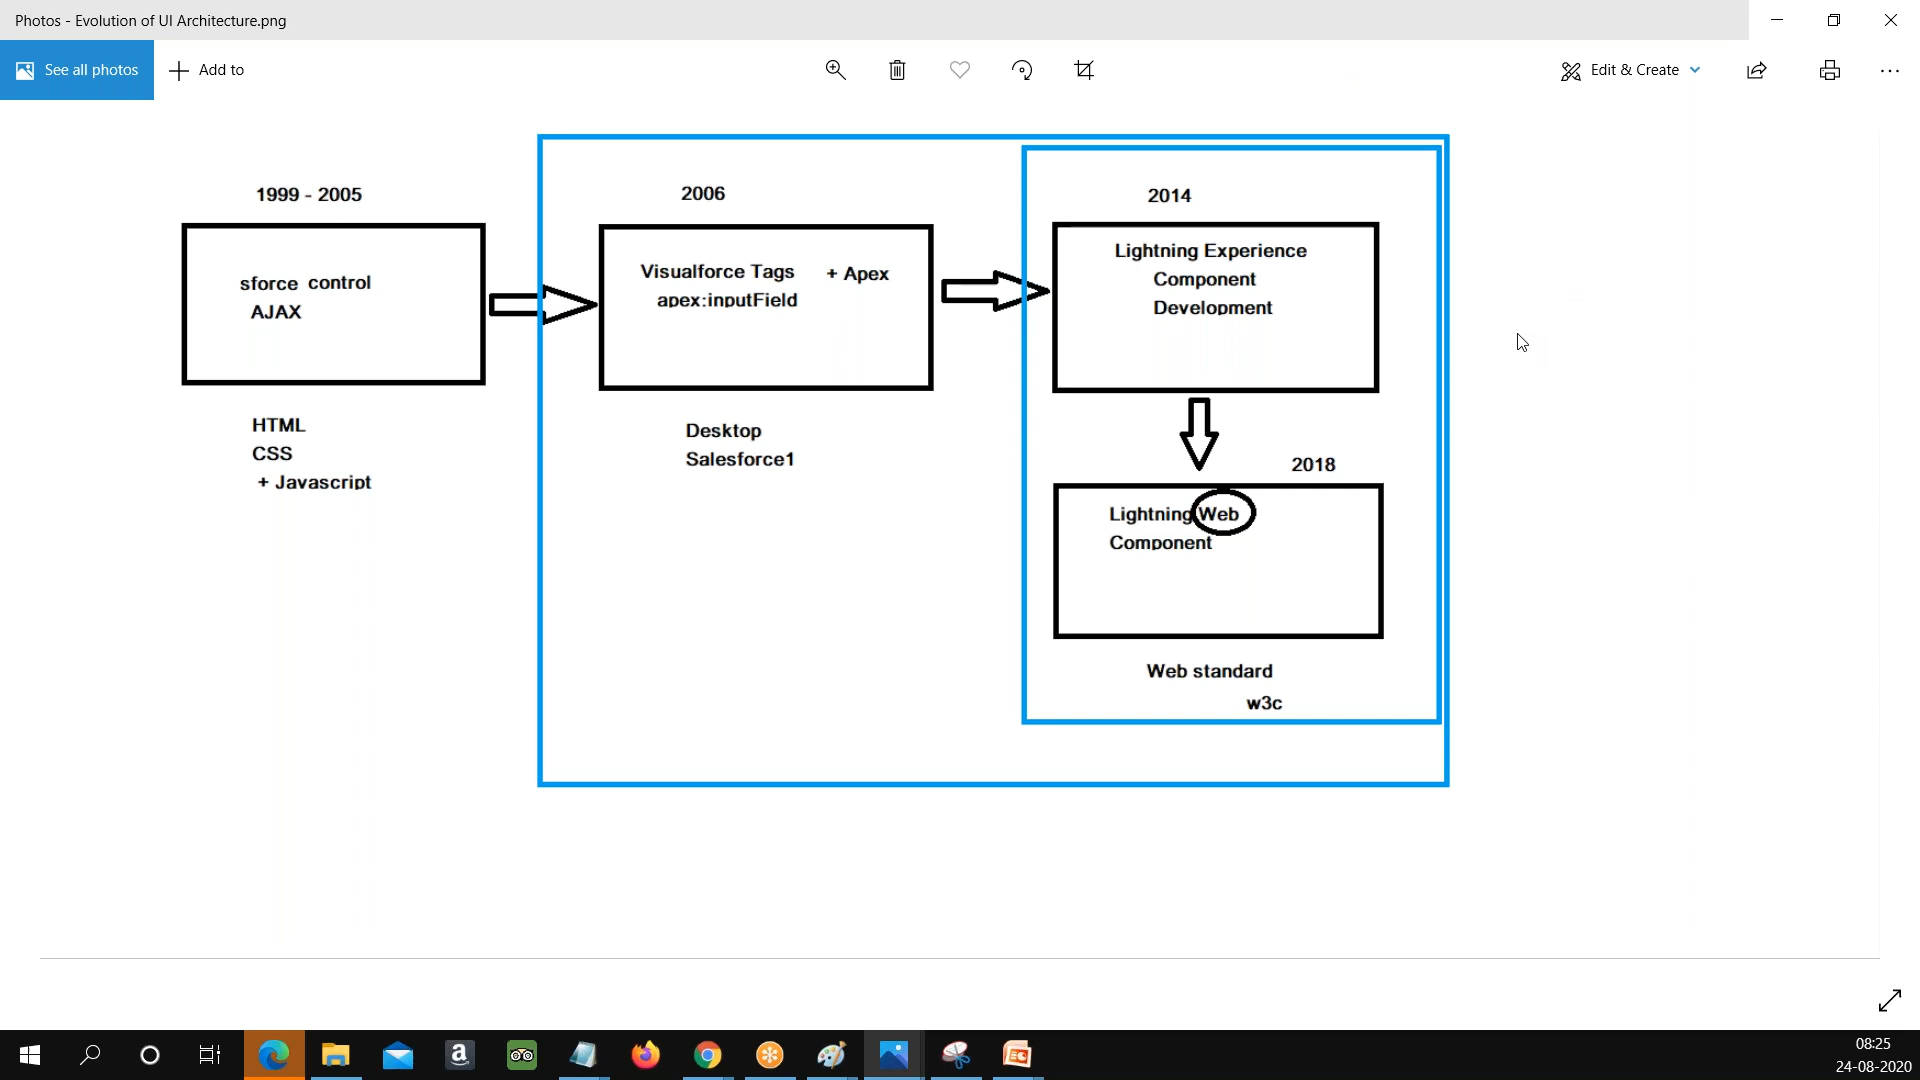 Photos - Evolution of UI Architecture.png
See all photos
Add to
Edit & Create
1999 - 2005
sforce control
AJAX
HTML
CSS
+ Javascript
2006
Visualforce Tags + Apex
apex:inputField
Desktop
Salesforce1
2014
Lightning Experience
Component
Development
2018
Lightning Web
Component
Web standard
w3c
08:25
24-08-2020